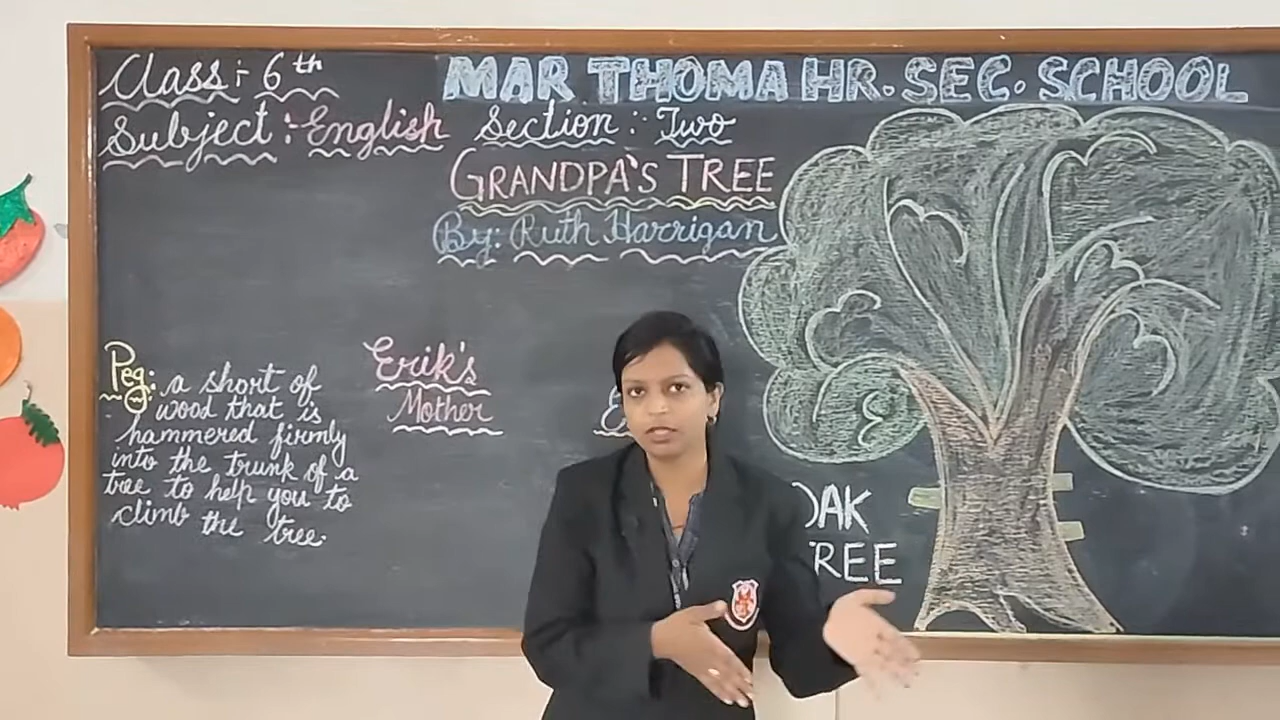 Class :- 6th
MAR THOMA HR. SEC. SCHOOL
Subject : English Section : Two
GRANDPA'S TREE
By: Ruth Harrigan
Peg: a short of
wood that is
hammered firmly
into the trunk of a
tree to help you to
climb the tree.
Erik's
Mother
OAK
TREE